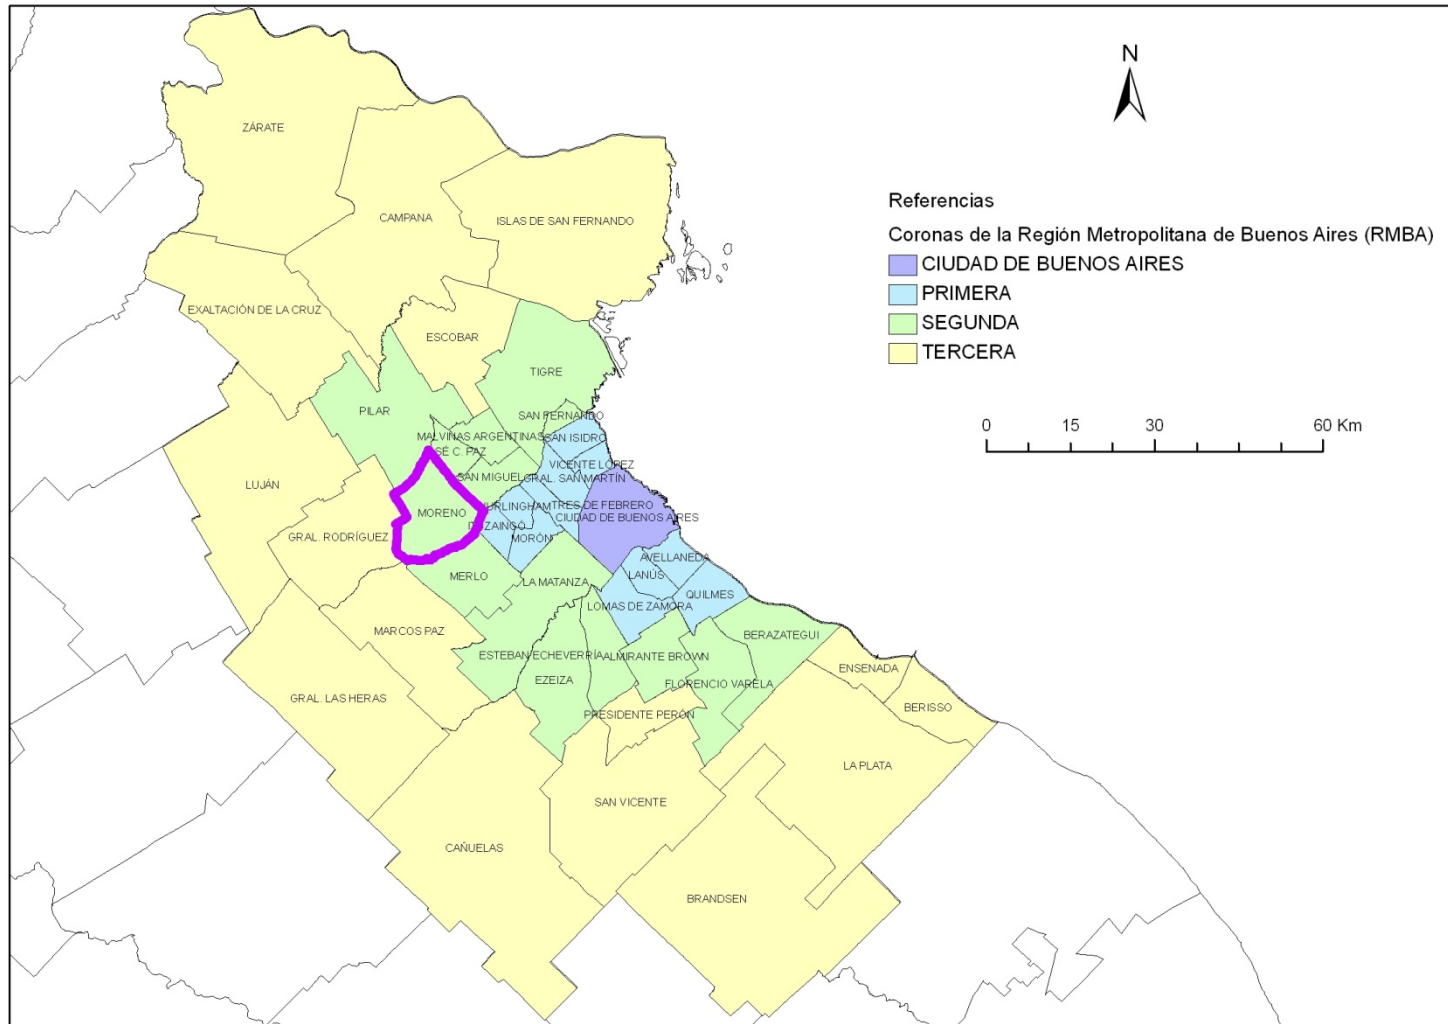 N
ZÁRATE
CAMPANA
ISLAS DE SAN FERNANDO
Referencias
Coronas de la Región Metropolitana de Buenos Aires (RMBA)
CIUDAD DE BUENOS AIRES
PRIMERA
SEGUNDA
TERCERA
EXALTACIÓN DE LA CRUZ
ESCOBAR
TIGRE
PILAR
SAN FERNANDO
0 15 30 60 Km
MALVINAS ARGENTINAS
SAN ISIDRO
SÉ C. PAZ
VICENTE LÓPEZ
SAN MIGUEL
GRAL. SAN MARTÍN
LUJÁN
MORENO
URLINGHAM
TRES DE FEBRERO
CIUDAD DE BUENOS AIRES
ITUZAINGÓ
MORÓN
GRAL. RODRÍGUEZ
AVELLANEDA
MERLO
LA MATANZA
LANÚS
QUILMES
LOMAS DE ZAMORA
MARCOS PAZ
BERAZATEGUI
ESTEBAN ECHEVERRÍA
ALMIRANTE BROWN
ENSENADA
EZEIZA
FLORENCIO VARELA
GRAL. LAS HERAS
BERISSO
PRESIDENTE PERÓN
LA PLATA
SAN VICENTE
CAÑUELAS
BRANDSEN